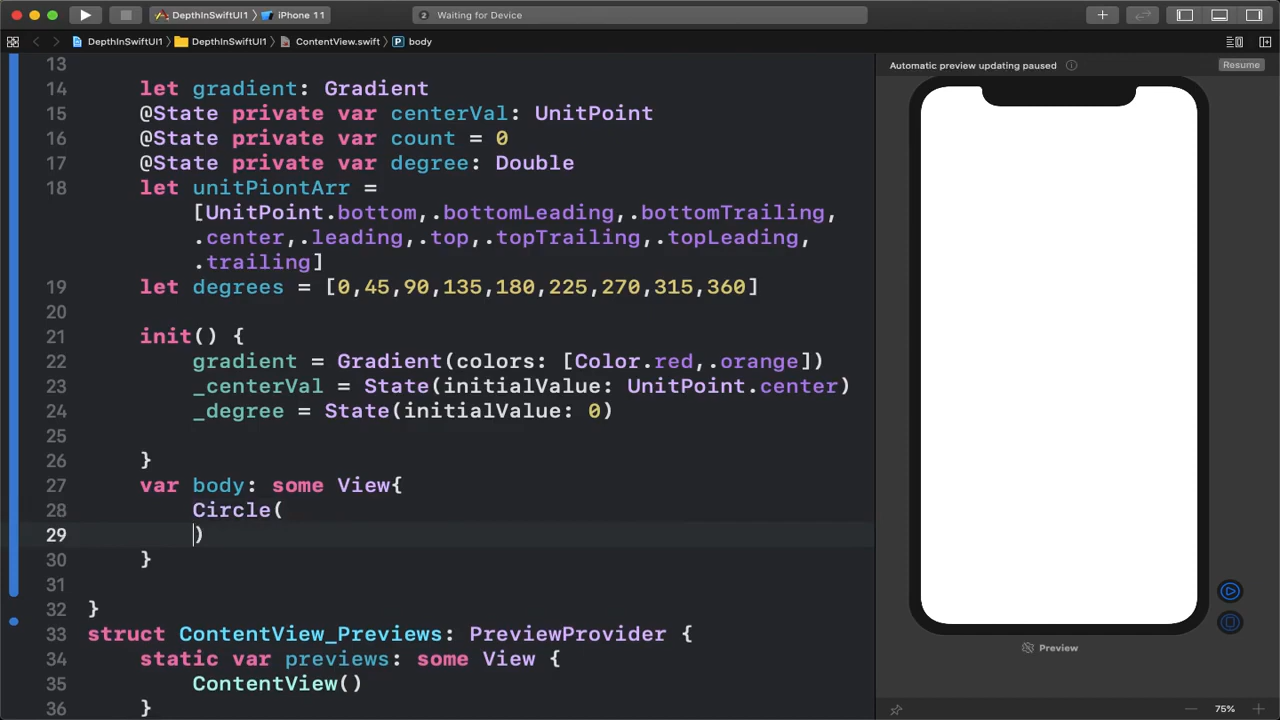 DepthInSwiftUI1 〉 iPhone 11
2 Waiting for Device
DepthInSwiftUI1 〉 DepthInSwiftUI1 〉 ContentView.swift 〉 P body
Automatic preview updating paused
Resume
13
14 let gradient: Gradient
15 @State private var centerVal: UnitPoint
16 @State private var count = 0
17 @State private var degree: Double
18 let unitPiontArr =
[UnitPoint.bottom,.bottomLeading,.bottomTrailing,
.center,.leading,.top,.topTrailing,.topLeading,
.trailing]
19 let degrees = [0,45,90,135,180,225,270,315,360]
20
21 init() {
22 gradient = Gradient(colors: [Color.red,.orange])
23 _centerVal = State(initialValue: UnitPoint.center)
24 _degree = State(initialValue: 0)
25
26 }
27 var body: some View{
28 Circle(
29 )
30 }
31
32 }
33 struct ContentView_Previews: PreviewProvider {
34 static var previews: some View {
35 ContentView()
36 }
Preview
75%